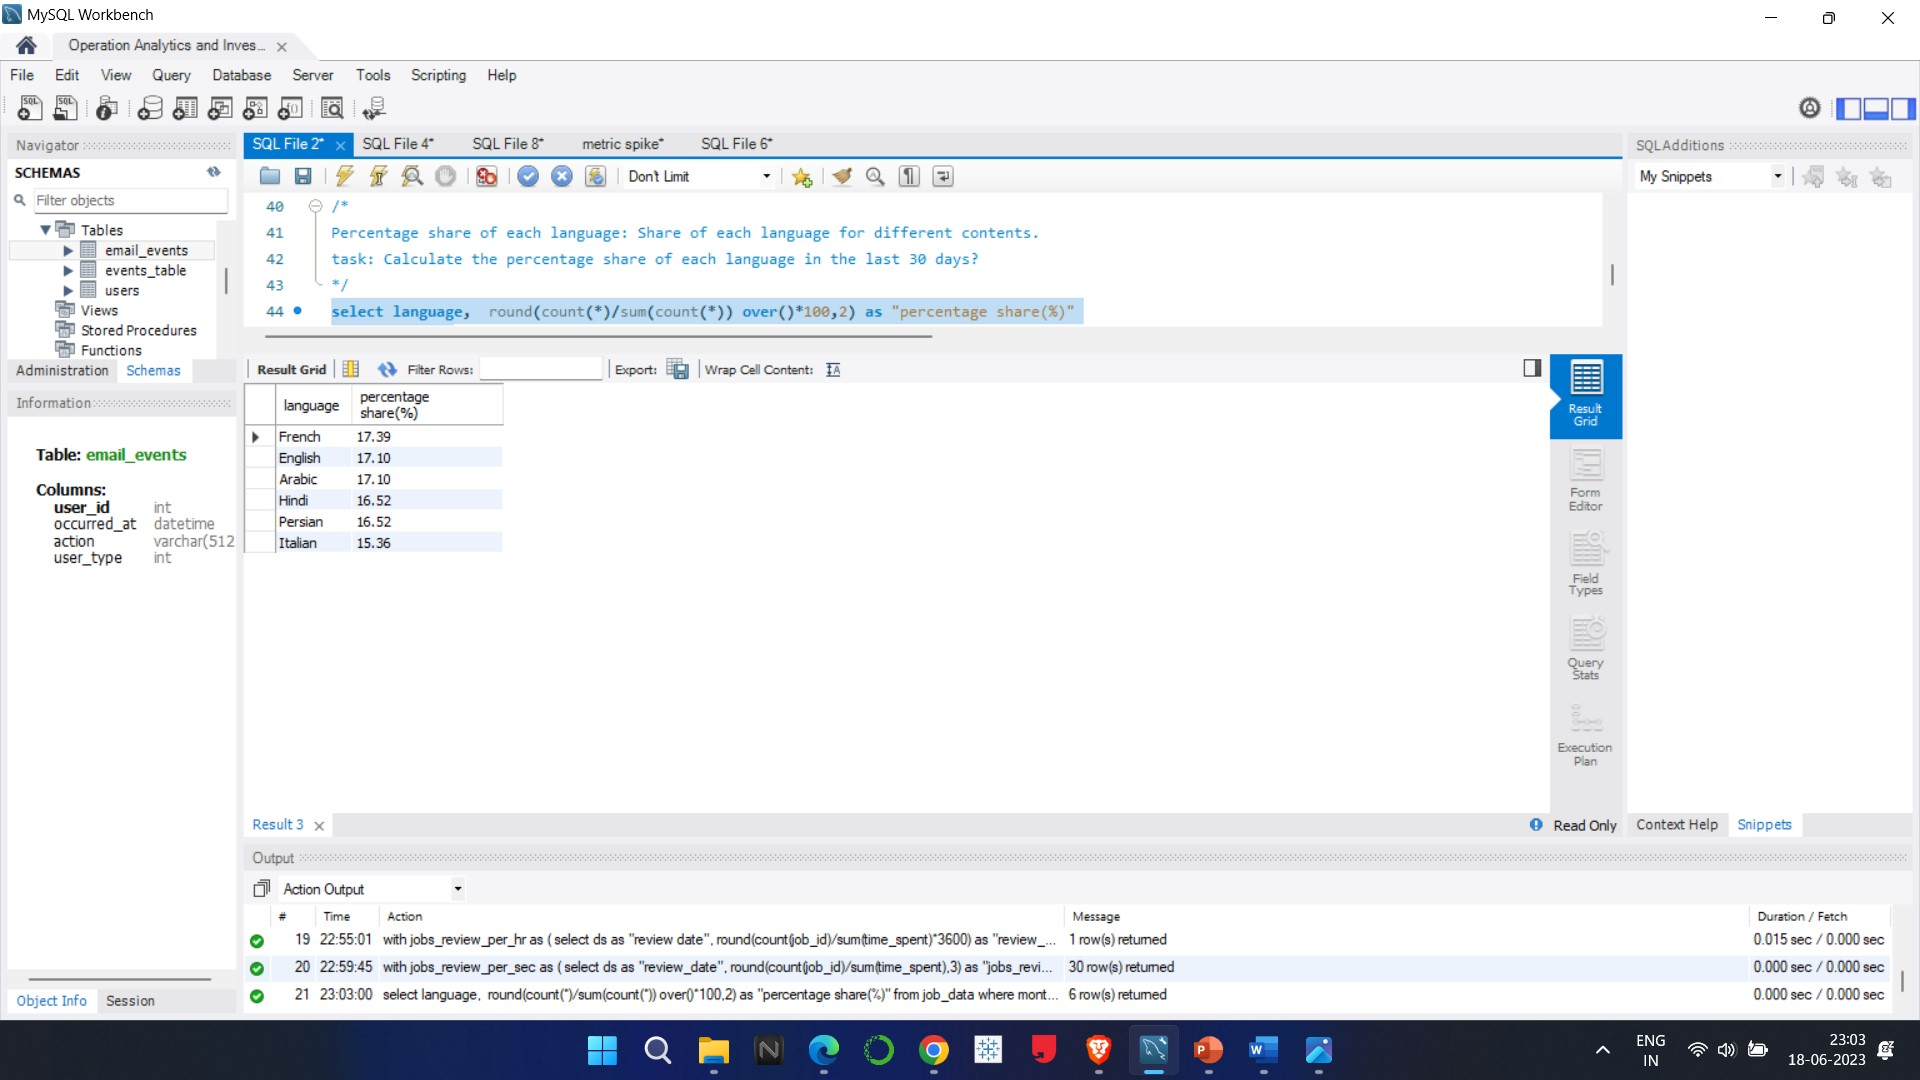 MySQL Workbench
Operation Analytics and Inves...
File Edit View Query Database Server Tools Scripting Help
Navigator
SCHEMAS
Filter objects
Tables
email_events
events_table
users
Views
Stored Procedures
Functions
Administration Schemas
Information
Table: email_events
Columns:
user_id int
occurred_at datetime
action varchar(512
user_type int
Object Info Session
SQL File 2* SQL File 4* SQL File 8* metric spike* SQL File 6*
Don't Limit
40 /*
41 Percentage share of each language: Share of each language for different contents.
42 task: Calculate the percentage share of each language in the last 30 days?
43 */
44 select language, round(count(*)/sum(count(*)) over()*100,2) as "percentage share(%)"
Result Grid Filter Rows: Export: Wrap Cell Content:
language percentage share(%)
French 17.39
English 17.10
Arabic 17.10
Hindi 16.52
Persian 16.52
Italian 15.36
Result Grid
Form Editor
Field Types
Query Stats
Execution Plan
Result 3 Read Only
SQLAdditions
My Snippets
Context Help Snippets
Output
Action Output
# Time Action Message Duration / Fetch
19 22:55:01 with jobs_review_per_hr as ( select ds as "review date", round(count(job_id)/sum(time_spent)*3600) as "review_... 1 row(s) returned 0.015 sec / 0.000 sec
20 22:59:45 with jobs_review_per_sec as ( select ds as "review_date", round(count(job_id)/sum(time_spent),3) as "jobs_revi... 30 row(s) returned 0.000 sec / 0.000 sec
21 23:03:00 select language, round(count(*)/sum(count(*)) over()*100,2) as "percentage share(%)" from job_data where mont... 6 row(s) returned 0.000 sec / 0.000 sec
ENG
IN
23:03
18-06-2023